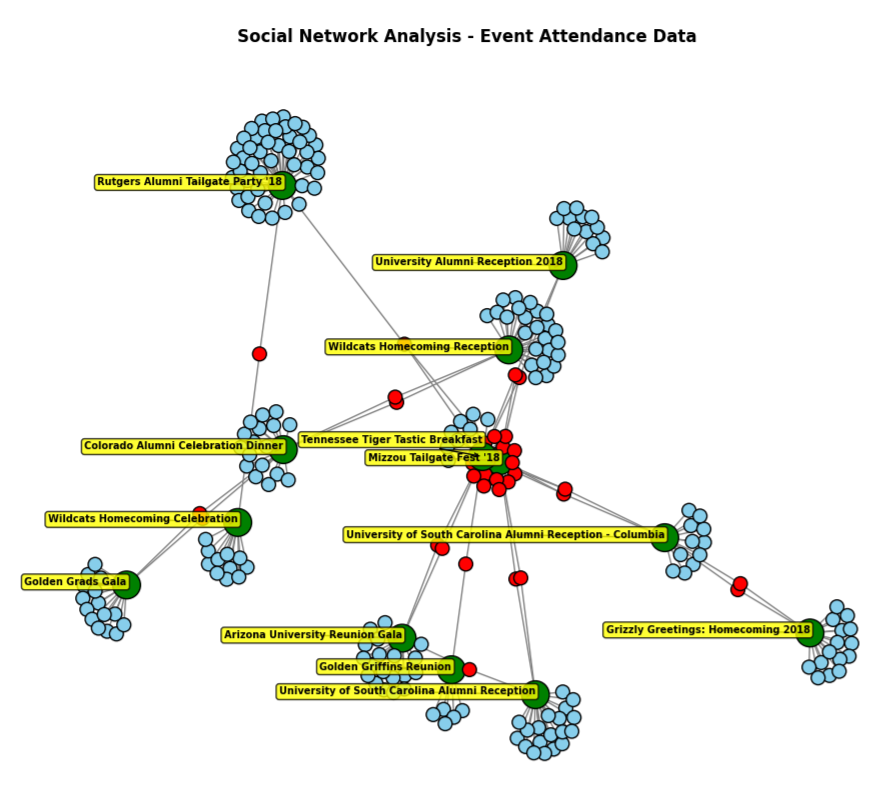 Social Network Analysis - Event Attendance Data
Rutgers Alumni Tailgate Party '18
University Alumni Reception 2018
Wildcats Homecoming Reception
Tennessee Tiger Tastic Breakfast
Colorado Alumni Celebration Dinner
Mizzou Tailgate Fest '18
Wildcats Homecoming Celebration
University of South Carolina Alumni Reception - Columbia
Golden Grads Gala
Grizzly Greetings: Homecoming 2018
Arizona University Reunion Gala
Golden Griffins Reunion
University of South Carolina Alumni Reception